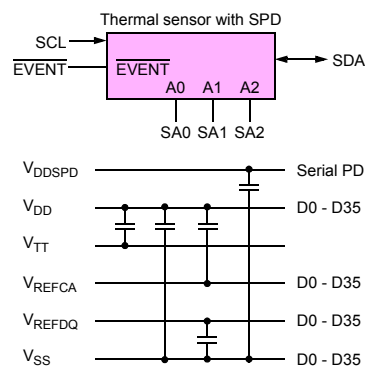 Thermal sensor with SPD
SCL
EVENT
EVENT
SDA
A0 A1 A2
SA0 SA1 SA2
VDDSPD Serial PD
VDD D0 - D35
VTT
VREFCA D0 - D35
VREFDQ D0 - D35
VSS D0 - D35